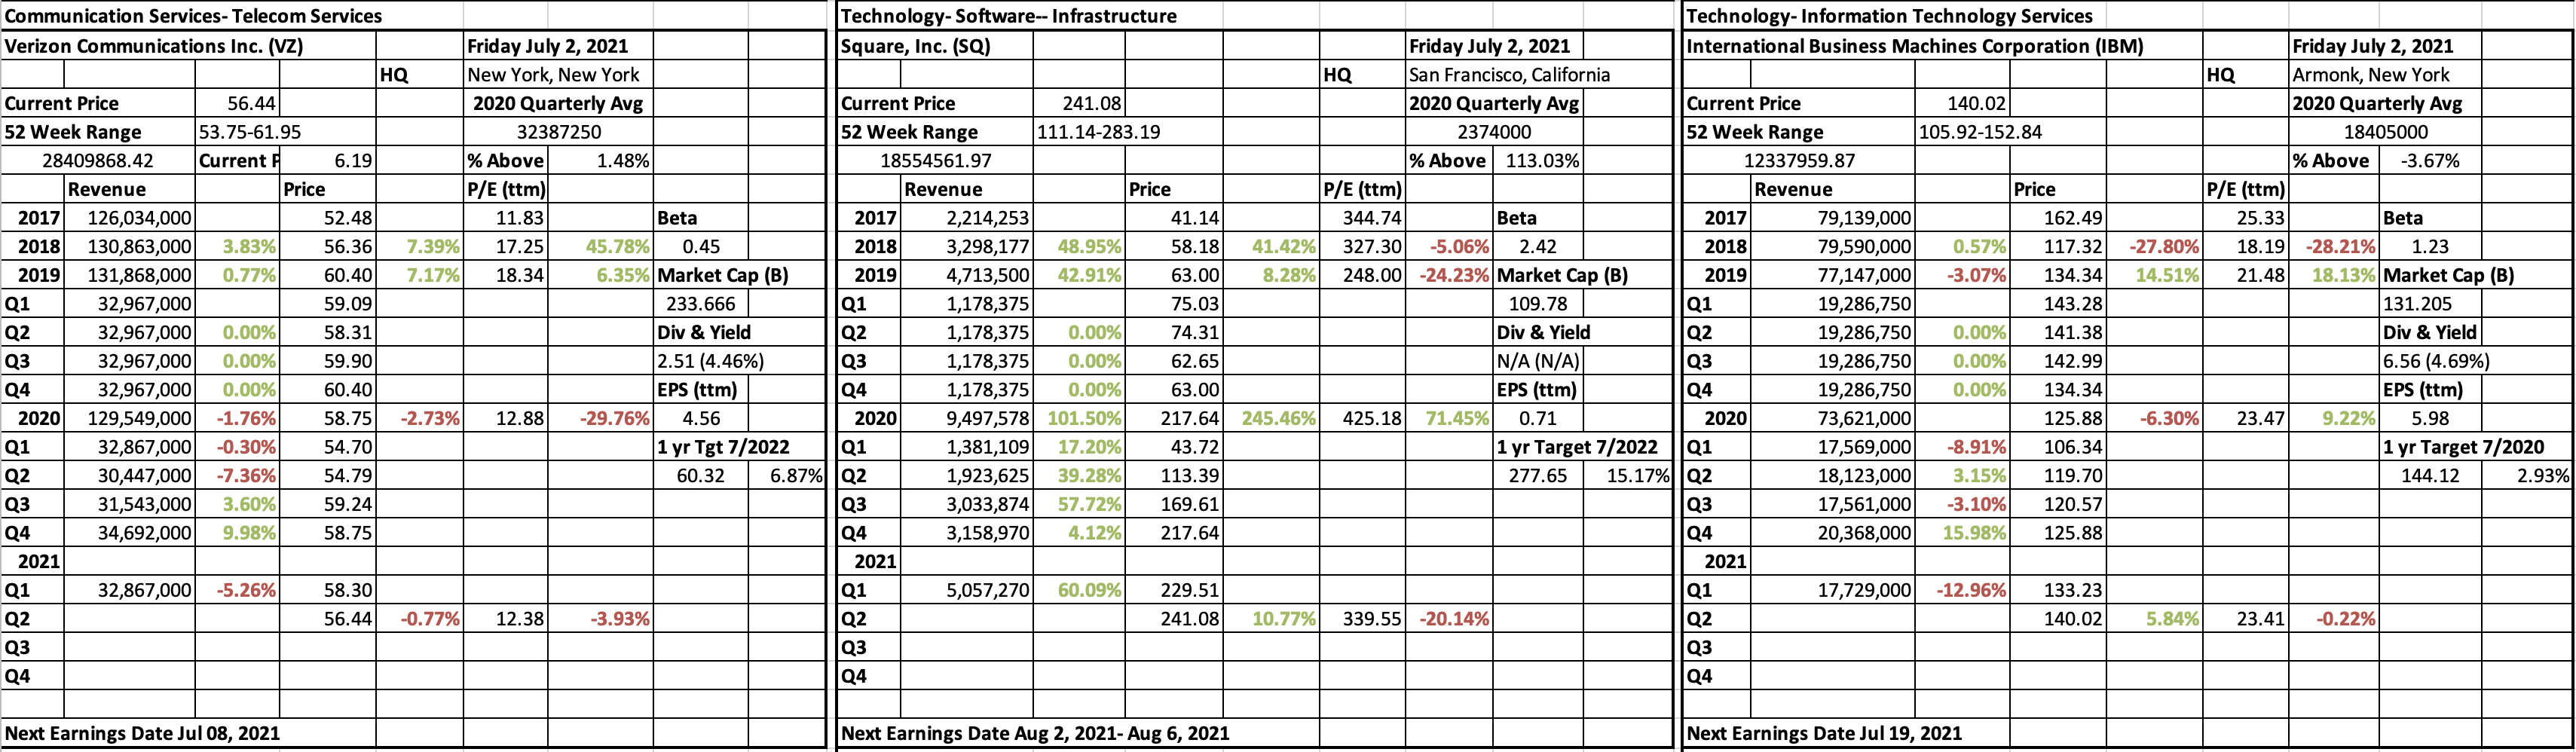 Communication Services- Telecom Services
Verizon Communications Inc. (VZ) Friday July 2, 2021
HQ New York, New York
Current Price 56.44 2020 Quarterly Avg
52 Week Range 53.75-61.95 32387250
28409868.42 Current P 6.19 % Above 1.48%
Revenue Price P/E (ttm)
2017 126,034,000 52.48 11.83 Beta
2018 130,863,000 3.83% 56.36 7.39% 17.25 45.78% 0.45
2019 131,868,000 0.77% 60.40 7.17% 18.34 6.35% Market Cap (B)
Q1 32,967,000 59.09 233.666
Q2 32,967,000 0.00% 58.31 Div & Yield
Q3 32,967,000 0.00% 59.90 2.51 (4.46%)
Q4 32,967,000 0.00% 60.40 EPS (ttm)
2020 129,549,000 -1.76% 58.75 -2.73% 12.88 -29.76% 4.56
Q1 32,867,000 -0.30% 54.70 1 yr Tgt 7/2022
Q2 30,447,000 -7.36% 54.79 60.32 6.87%
Q3 31,543,000 3.60% 59.24
Q4 34,692,000 9.98% 58.75
2021
Q1 32,867,000 -5.26% 58.30
Q2 56.44 -0.77% 12.38 -3.93%
Q3
Q4
Next Earnings Date Jul 08, 2021
Technology- Software-- Infrastructure
Square, Inc. (SQ) Friday July 2, 2021
HQ San Francisco, California
Current Price 241.08 2020 Quarterly Avg
52 Week Range 111.14-283.19 2374000
18554561.97 % Above 113.03%
Revenue Price P/E (ttm)
2017 2,214,253 41.14 344.74 Beta
2018 3,298,177 48.95% 58.18 41.42% 327.30 -5.06% 2.42
2019 4,713,500 42.91% 63.00 8.28% 248.00 -24.23% Market Cap (B)
Q1 1,178,375 75.03 109.78
Q2 1,178,375 0.00% 74.31 Div & Yield
Q3 1,178,375 0.00% 62.65 N/A (N/A)
Q4 1,178,375 0.00% 63.00 EPS (ttm)
2020 9,497,578 101.50% 217.64 245.46% 425.18 71.45% 0.71
Q1 1,381,109 17.20% 43.72 1 yr Target 7/2022
Q2 1,923,625 39.28% 113.39 277.65 15.17%
Q3 3,033,874 57.72% 169.61
Q4 3,158,970 4.12% 217.64
2021
Q1 5,057,270 60.09% 229.51
Q2 241.08 10.77% 339.55 -20.14%
Q3
Q4
Next Earnings Date Aug 2, 2021- Aug 6, 2021
Technology- Information Technology Services
International Business Machines Corporation (IBM) Friday July 2, 2021
HQ Armonk, New York
Current Price 140.02 2020 Quarterly Avg
52 Week Range 105.92-152.84 18405000
12337959.87 % Above -3.67%
Revenue Price P/E (ttm)
2017 79,139,000 162.49 25.33 Beta
2018 79,590,000 0.57% 117.32 -27.80% 18.19 -28.21% 1.23
2019 77,147,000 -3.07% 134.34 14.51% 21.48 18.13% Market Cap (B)
Q1 19,286,750 143.28 131.205
Q2 19,286,750 0.00% 141.38 Div & Yield
Q3 19,286,750 0.00% 142.99 6.56 (4.69%)
Q4 19,286,750 0.00% 134.34 EPS (ttm)
2020 73,621,000 125.88 -6.30% 23.47 9.22% 5.98
Q1 17,569,000 -8.91% 106.34 1 yr Target 7/2020
Q2 18,123,000 3.15% 119.70 144.12 2.93%
Q3 17,561,000 -3.10% 120.57
Q4 20,368,000 15.98% 125.88
2021
Q1 17,729,000 -12.96% 133.23
Q2 140.02 5.84% 23.41 -0.22%
Q3
Q4
Next Earnings Date Jul 19, 2021